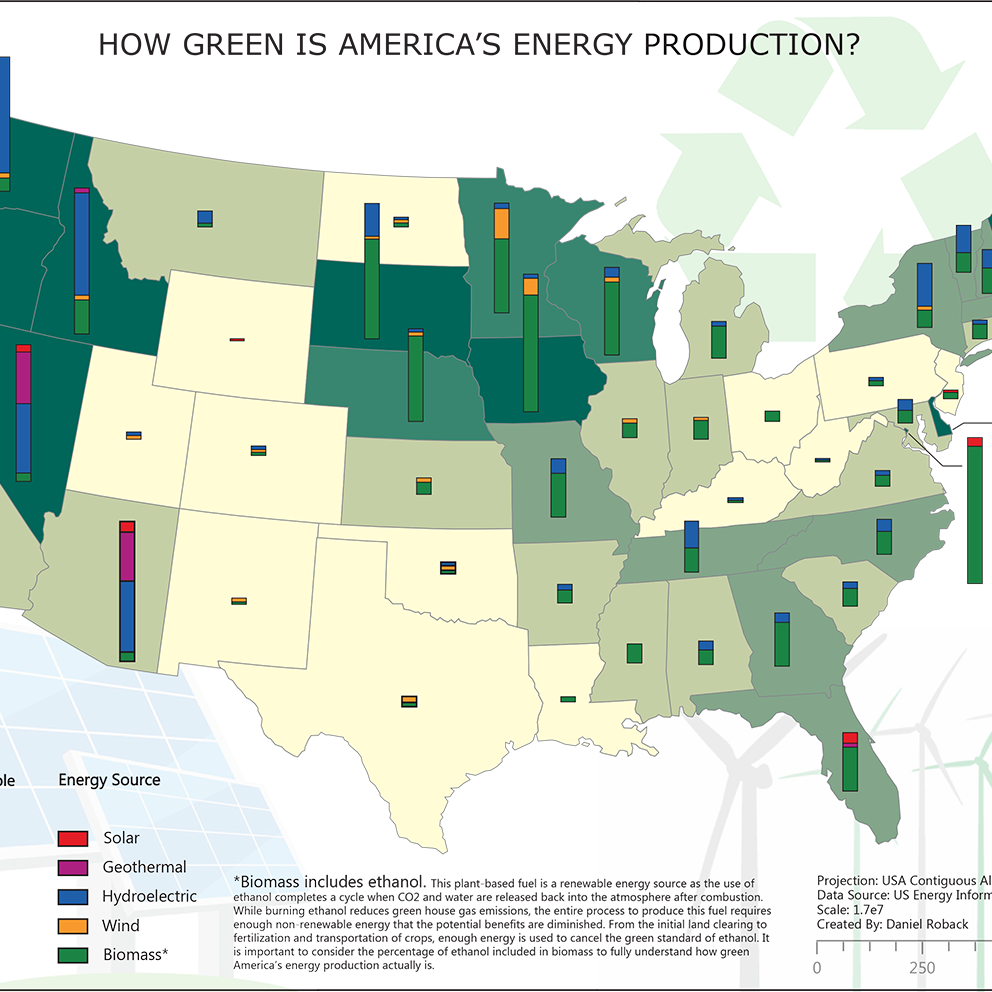 HOW GREEN IS AMERICA'S ENERGY PRODUCTION?
ble
Energy Source
Solar
Geothermal
Hydroelectric
Wind
Biomass*
*Biomass includes ethanol. This plant-based fuel is a renewable energy source as the use of
ethanol completes a cycle when CO2 and water are released back into the atmosphere after combustion.
While burning ethanol reduces green house gas emissions, the entire process to produce this fuel requires
enough non-renewable energy that the potential benefits are diminished. From the initial land clearing to
fertilization and transportation of crops, enough energy is used to cancel the green standard of ethanol. It
is important to consider the percentage of ethanol included in biomass to fully understand how green
America's energy production actually is.
Projection: USA Contiguous Al
Data Source: US Energy Inform
Scale: 1.7e7
Created By: Daniel Roback
0 250